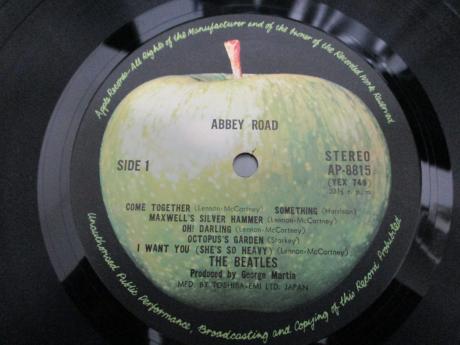 Apple Records-All Rights of the Manufacturer and of the Owner of the Recorded Work Reserved
ABBEY ROAD
SIDE 1
STEREO
AP-8815
(YEX 749)
33⅓ r.p.m
COME TOGETHER (Lennon-McCartney) SOMETHING (Harrison)
MAXWELL'S SILVER HAMMER (Lennon-McCartney)
OH! DARLING (Lennon-McCartney)
OCTOPUS'S GARDEN (Starkey)
I WANT YOU (SHE'S SO HEAVY) (Lennon-McCartney)
THE BEATLES
Produced by George Martin
MFD. BY TOSHIBA-EMI LTD. JAPAN
Unauthorised Public Performance, Broadcasting and Copying of this Record Prohibited